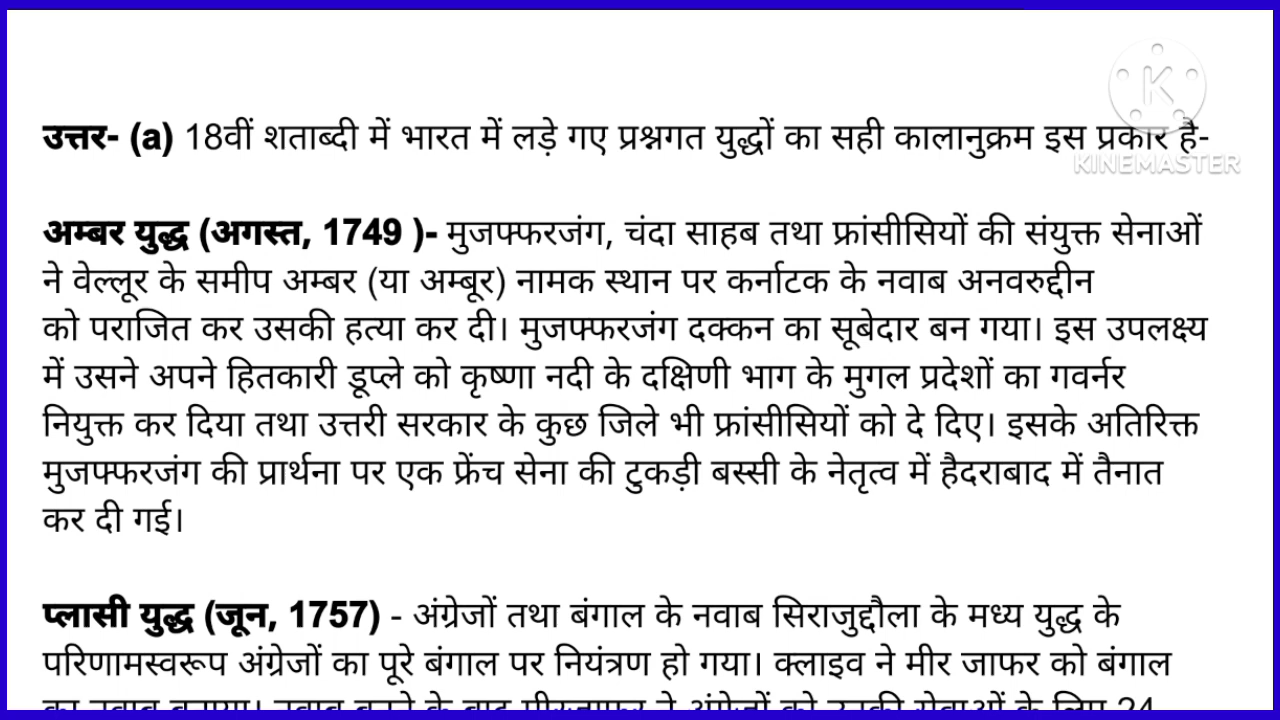 उत्तर- (a) 18वीं शताब्दी में भारत में लड़े गए प्रश्नगत युद्धों का सही कालानुक्रम इस प्रकार है-
KINEMASTER
अम्बर युद्ध (अगस्त, 1749 )- मुजफ्फरजंग, चंदा साहब तथा फ्रांसीसियों की संयुक्त सेनाओं
ने वेल्लूर के समीप अम्बर (या अम्बूर) नामक स्थान पर कर्नाटक के नवाब अनवरुद्दीन
को पराजित कर उसकी हत्या कर दी। मुजफ्फरजंग दक्कन का सूबेदार बन गया। इस उपलक्ष्य
में उसने अपने हितकारी डूप्ले को कृष्णा नदी के दक्षिणी भाग के मुगल प्रदेशों का गवर्नर
नियुक्त कर दिया तथा उत्तरी सरकार के कुछ जिले भी फ्रांसीसियों को दे दिए। इसके अतिरिक्त
मुजफ्फरजंग की प्रार्थना पर एक फ्रेंच सेना की टुकड़ी बस्सी के नेतृत्व में हैदराबाद में तैनात
कर दी गई।
प्लासी युद्ध (जून, 1757) - अंग्रेजों तथा बंगाल के नवाब सिराजुद्दौला के मध्य युद्ध के
परिणामस्वरूप अंग्रेजों का पूरे बंगाल पर नियंत्रण हो गया। क्लाइव ने मीर जाफर को बंगाल